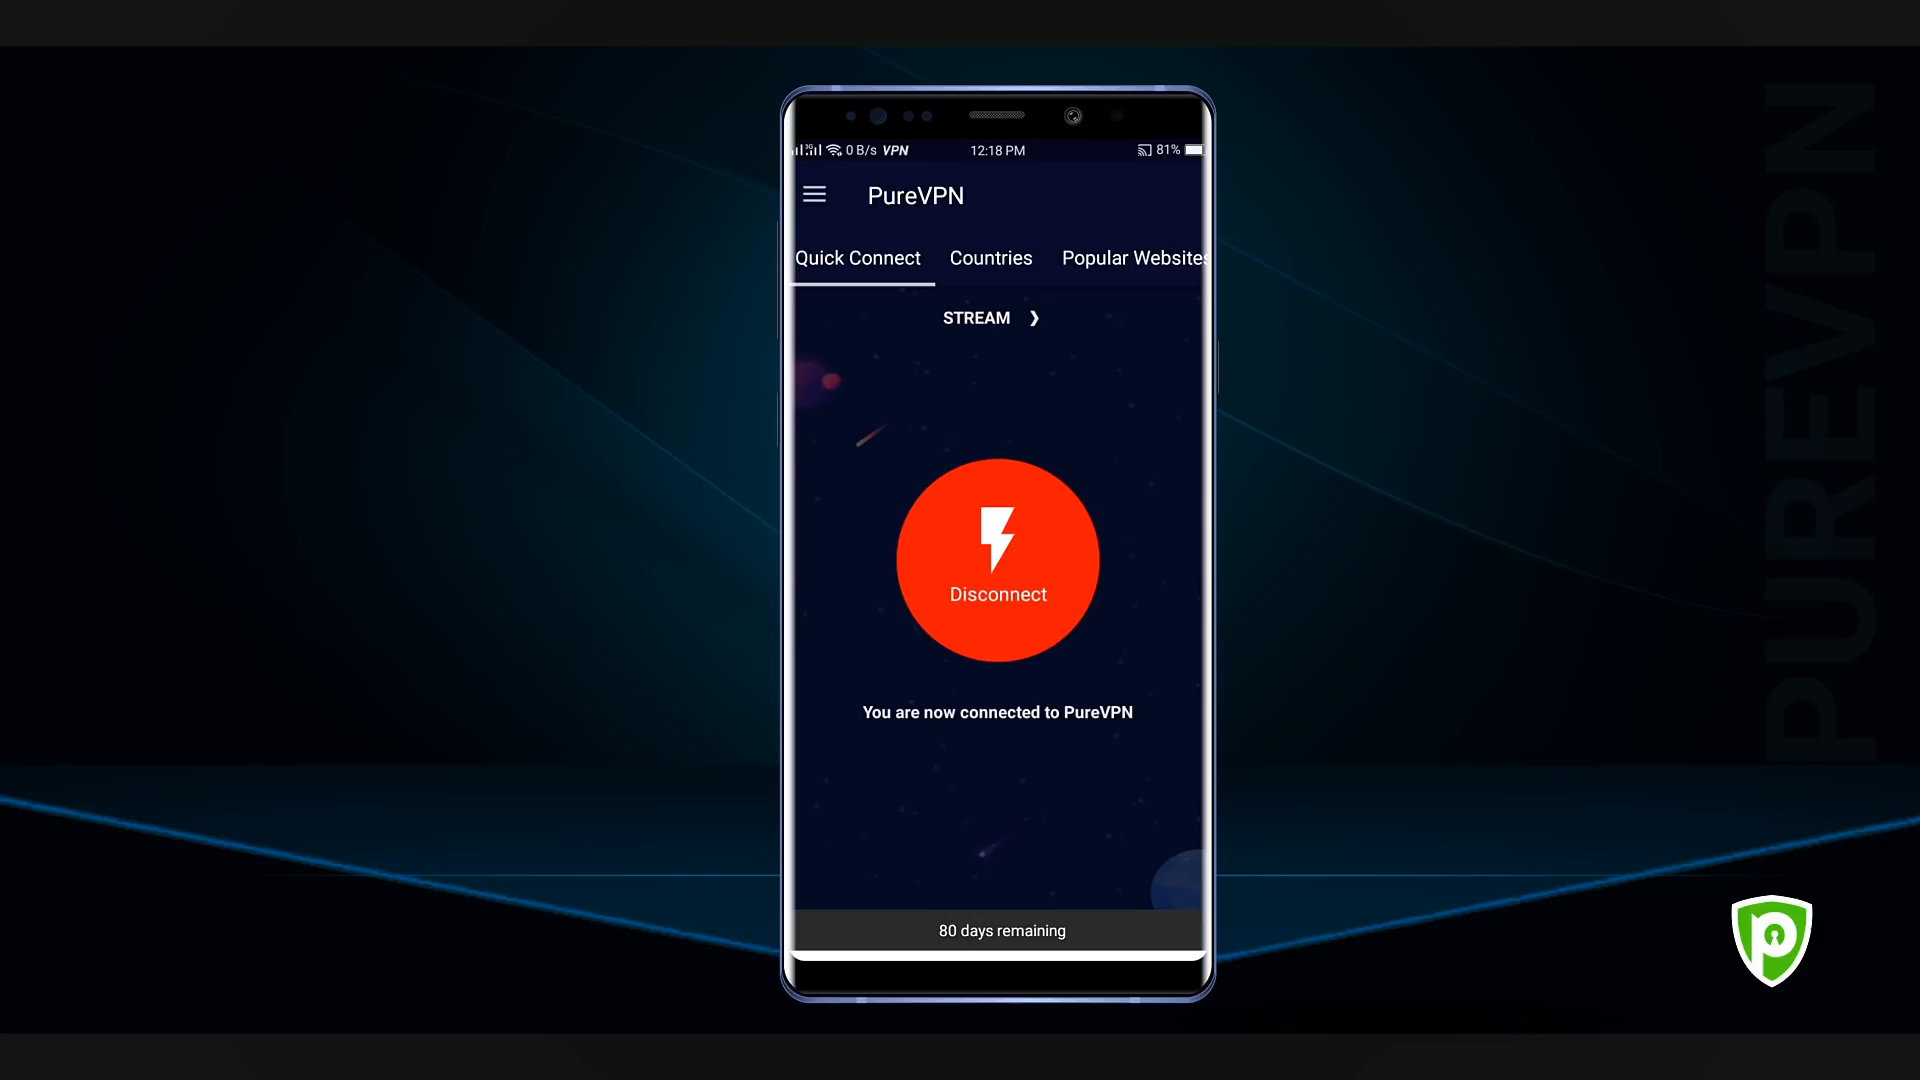 0 B/s VPN 12:18 PM 81%
PureVPN
Quick Connect Countries Popular Websites
STREAM ❯
Disconnect
You are now connected to PureVPN
80 days remaining
PUREVPN